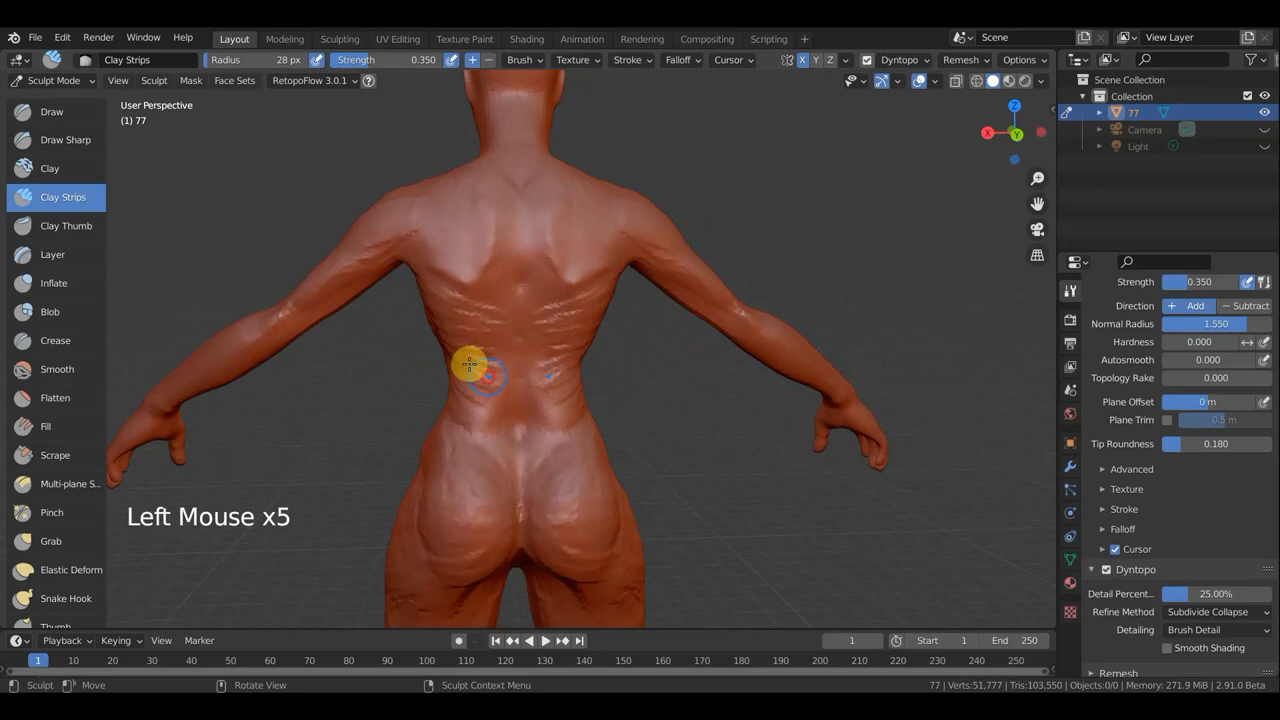 File Edit Render Window Help Layout Modeling Sculpting UV Editing Texture Paint Shading Animation Rendering Compositing Scripting + Scene View Layer
Clay Strips Radius 28 px Strength 0.350 + − Brush Texture Stroke Falloff Cursor X Y Z Dyntopo Remesh Options
Sculpt Mode View Sculpt Mask Face Sets RetopoFlow 3.0.1 ?
Scene Collection
Collection
77
Camera
Light
User Perspective
(1) 77
Z
X
Y
Draw
Draw Sharp
Clay
Clay Strips
Clay Thumb
Layer
Inflate
Blob
Crease
Smooth
Flatten
Fill
Scrape
Multi-plane S...
Pinch
Grab
Elastic Deform
Snake Hook
Thumb
Left Mouse x5
Strength 0.350
Direction + Add − Subtract
Normal Radius 1.550
Hardness 0.000
Autosmooth 0.000
Topology Rake 0.000
Plane Offset 0 m
Plane Trim 0.5 m
Tip Roundness 0.180
Advanced
Texture
Stroke
Falloff
Cursor
Dyntopo
Detail Percent... 25.00%
Refine Method Subdivide Collapse
Detailing Brush Detail
Smooth Shading
Remesh
Playback Keying View Marker 1 Start 1 End 250
1 10 20 30 40 50 60 70 80 90 100 110 120 130 140 150 160 170 180 190 200 210 220 230 240 250
Sculpt Move Rotate View Sculpt Context Menu 77 | Verts:51,777 | Tris:103,550 | Objects:0/0 | Memory: 271.9 MiB | 2.91.0 Beta